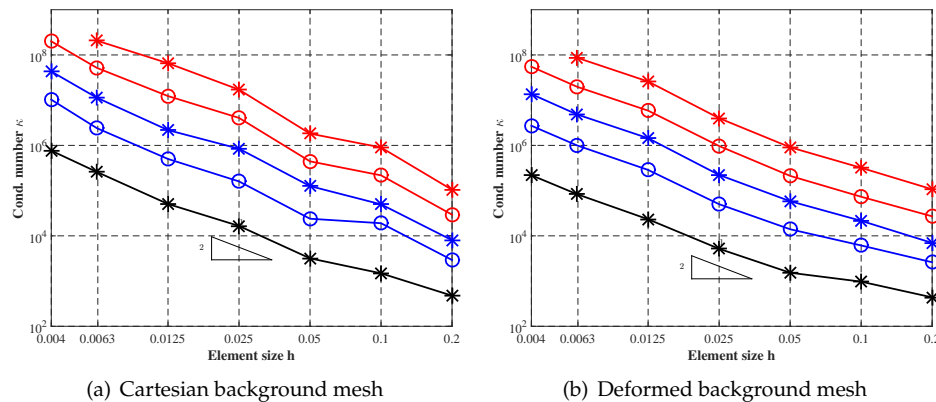 Cond. number κ
10^8
10^6
10^4
10^2
2
0.004 0.0063 0.0125 0.025 0.05 0.1 0.2
Element size h
(a) Cartesian background mesh
Cond. number κ
10^8
10^6
10^4
10^2
2
0.004 0.0063 0.0125 0.025 0.05 0.1 0.2
Element size h
(b) Deformed background mesh